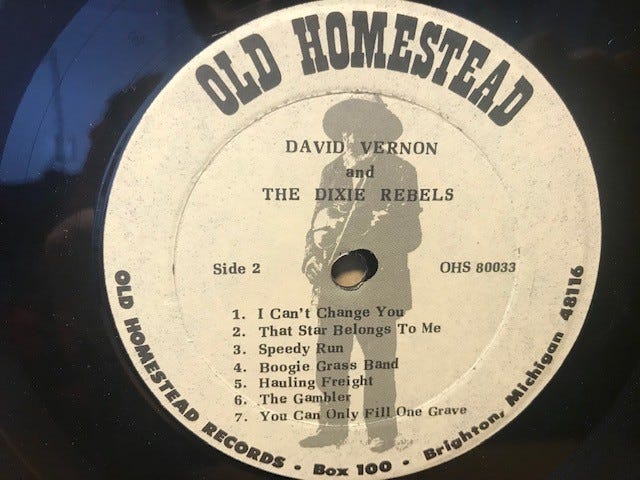 OLD HOMESTEAD
DAVID VERNON
and
THE DIXIE REBELS
Side 2
OHS 80033
1. I Can't Change You
2. That Star Belongs To Me
3. Speedy Run
4. Boogie Grass Band
5. Hauling Freight
6. The Gambler
7. You Can Only Fill One Grave
OLD HOMESTEAD RECORDS • Box 100 • Brighton, Michigan 48116